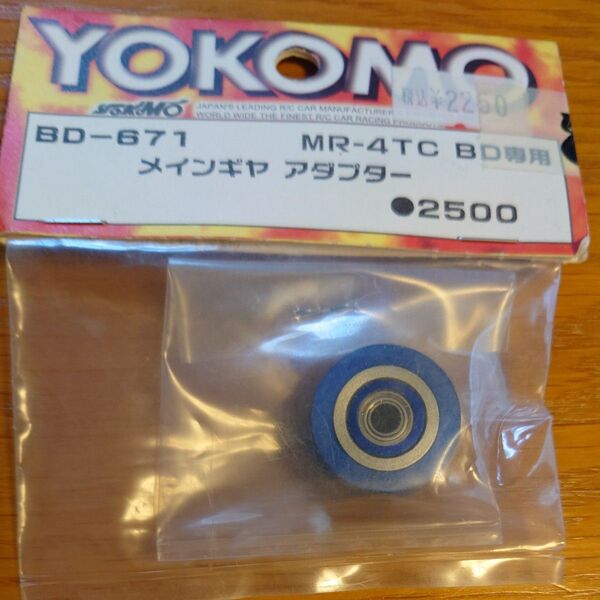 YOKOMO
税込¥2260
YOKOMO
JAPAN'S LEADING R/C CAR MANUFACTURER
WORLD WIDE THE FINEST R/C CAR RACING
BD-671 MR-4TC BD専用
メインギヤ アダプター
●2500